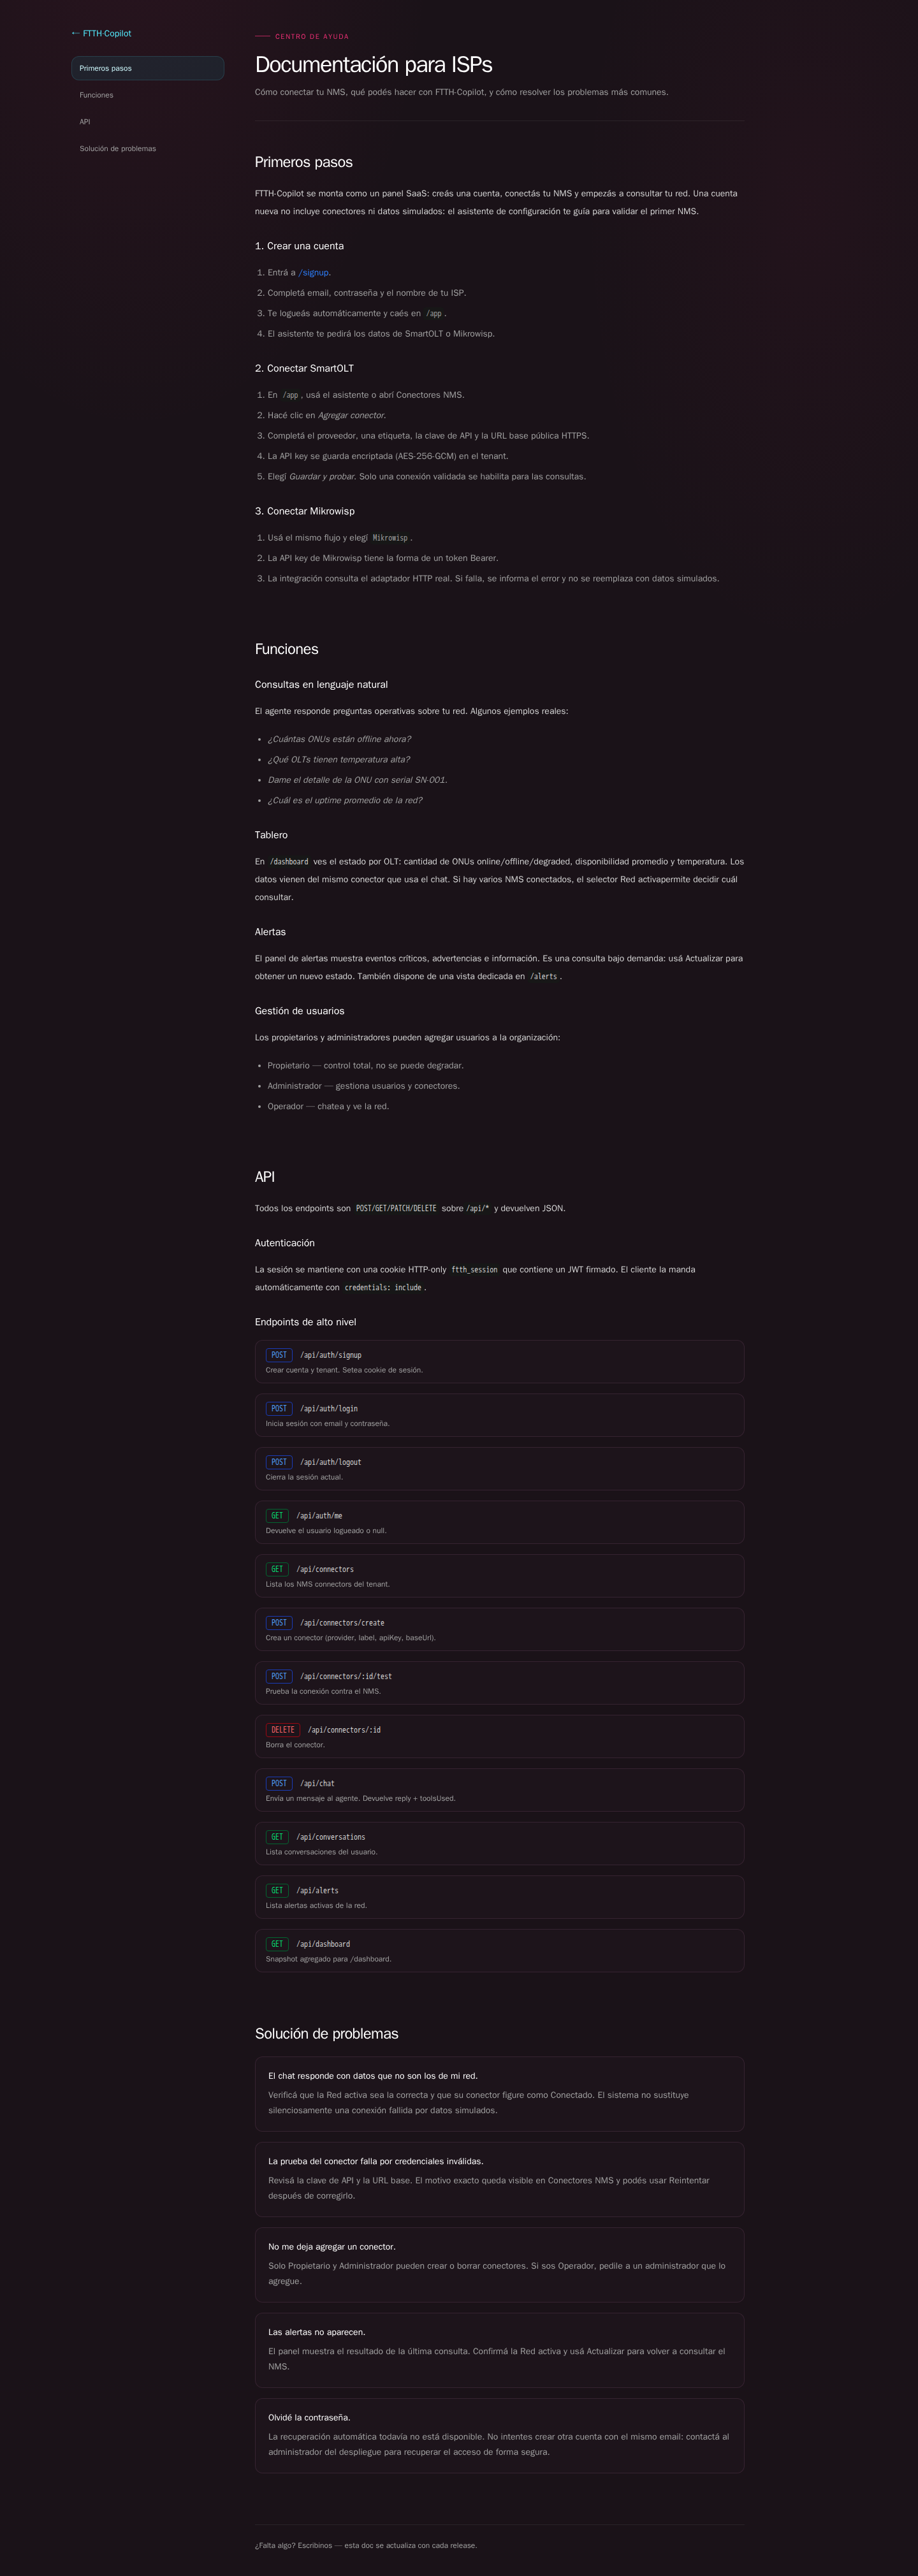 ← FTTH-Copilot
Primeros pasos
Funciones
API
Solución de problemas
CENTRO DE AYUDA
Documentación para ISPs
Cómo conectar tu NMS, qué podés hacer con FTTH-Copilot, y cómo resolver los problemas más comunes.
Primeros pasos
FTTH-Copilot se monta como un panel SaaS: creás una cuenta, conectás tu NMS y empezás a consultar tu red. Una cuenta
nueva no incluye conectores ni datos simulados: el asistente de configuración te guía para validar el primer NMS.
1. Crear una cuenta
1. Entrá a /signup.
2. Completá email, contraseña y el nombre de tu ISP.
3. Te logueás automáticamente y caés en /app .
4. El asistente te pedirá los datos de SmartOLT o Mikrowisp.
2. Conectar SmartOLT
1. En /app , usá el asistente o abrí Conectores NMS.
2. Hacé clic en Agregar conector.
3. Completá el proveedor, una etiqueta, la clave de API y la URL base pública HTTPS.
4. La API key se guarda encriptada (AES-256-GCM) en el tenant.
5. Elegí Guardar y probar. Solo una conexión validada se habilita para las consultas.
3. Conectar Mikrowisp
1. Usá el mismo flujo y elegí Mikrowisp .
2. La API key de Mikrowisp tiene la forma de un token Bearer.
3. La integración consulta el adaptador HTTP real. Si falla, se informa el error y no se reemplaza con datos simulados.
Funciones
Consultas en lenguaje natural
El agente responde preguntas operativas sobre tu red. Algunos ejemplos reales:
• ¿Cuántas ONUs están offline ahora?
• ¿Qué OLTs tienen temperatura alta?
• Dame el detalle de la ONU con serial SN-001.
• ¿Cuál es el uptime promedio de la red?
Tablero
En /dashboard ves el estado por OLT: cantidad de ONUs online/offline/degraded, disponibilidad promedio y temperatura. Los
datos vienen del mismo conector que usa el chat. Si hay varios NMS conectados, el selector Red activapermite decidir cuál
consultar.
Alertas
El panel de alertas muestra eventos críticos, advertencias e información. Es una consulta bajo demanda: usá Actualizar para
obtener un nuevo estado. También dispone de una vista dedicada en /alerts .
Gestión de usuarios
Los propietarios y administradores pueden agregar usuarios a la organización:
• Propietario — control total, no se puede degradar.
• Administrador — gestiona usuarios y conectores.
• Operador — chatea y ve la red.
API
Todos los endpoints son POST/GET/PATCH/DELETE sobre /api/* y devuelven JSON.
Autenticación
La sesión se mantiene con una cookie HTTP-only ftth_session que contiene un JWT firmado. El cliente la manda
automáticamente con credentials: include .
Endpoints de alto nivel
POST /api/auth/signup
Crear cuenta y tenant. Setea cookie de sesión.
POST /api/auth/login
Inicia sesión con email y contraseña.
POST /api/auth/logout
Cierra la sesión actual.
GET /api/auth/me
Devuelve el usuario logueado o null.
GET /api/connectors
Lista los NMS connectors del tenant.
POST /api/connectors/create
Crea un conector (provider, label, apiKey, baseUrl).
POST /api/connectors/:id/test
Prueba la conexión contra el NMS.
DELETE /api/connectors/:id
Borra el conector.
POST /api/chat
Envía un mensaje al agente. Devuelve reply + toolsUsed.
GET /api/conversations
Lista conversaciones del usuario.
GET /api/alerts
Lista alertas activas de la red.
GET /api/dashboard
Snapshot agregado para /dashboard.
Solución de problemas
El chat responde con datos que no son los de mi red.
Verificá que la Red activa sea la correcta y que su conector figure como Conectado. El sistema no sustituye
silenciosamente una conexión fallida por datos simulados.
La prueba del conector falla por credenciales inválidas.
Revisá la clave de API y la URL base. El motivo exacto queda visible en Conectores NMS y podés usar Reintentar
después de corregirlo.
No me deja agregar un conector.
Solo Propietario y Administrador pueden crear o borrar conectores. Si sos Operador, pedile a un administrador que lo
agregue.
Las alertas no aparecen.
El panel muestra el resultado de la última consulta. Confirmá la Red activa y usá Actualizar para volver a consultar el
NMS.
Olvidé la contraseña.
La recuperación automática todavía no está disponible. No intentes crear otra cuenta con el mismo email: contactá al
administrador del despliegue para recuperar el acceso de forma segura.
¿Falta algo? Escribinos — esta doc se actualiza con cada release.